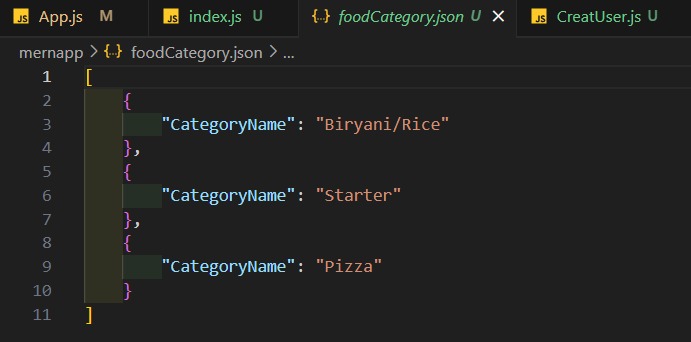 JS App.js M JS index.js U {..} foodCategory.json U × JS CreatUser.js U
mernapp > {..} foodCategory.json > ...
1 [
2 {
3 "CategoryName": "Biryani/Rice"
4 },
5 {
6 "CategoryName": "Starter"
7 },
8 {
9 "CategoryName": "Pizza"
10 }
11 ]